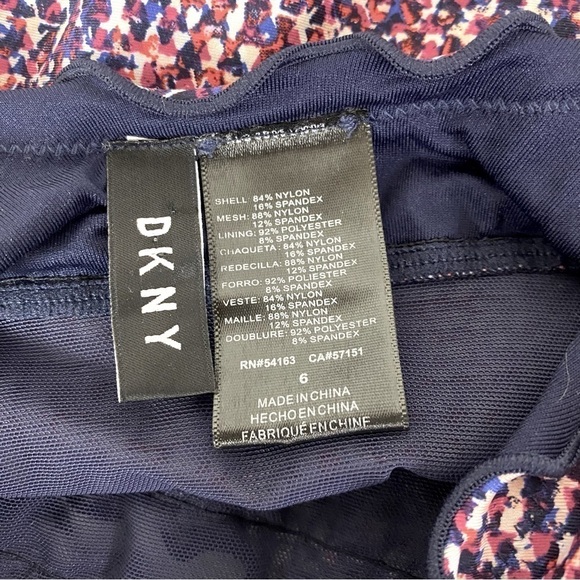 DKNY
SHELL: 84% NYLON
16% SPANDEX
MESH: 88% NYLON
12% SPANDEX
LINING: 92% POLYESTER
8% SPANDEX
CHAQUETA: 84% NYLON
16% SPANDEX
REDECILLA: 88% NYLON
12% SPANDEX
FORRO: 92% POLYESTER
8% SPANDEX
VESTE: 84% NYLON
16% SPANDEX
MAILLE: 88% NYLON
12% SPANDEX
DOUBLURE: 92% POLYESTER
8% SPANDEX
RN#54163 CA#57151
6
MADE IN CHINA
HECHO EN CHINA
FABRIQUÉ EN CHINE